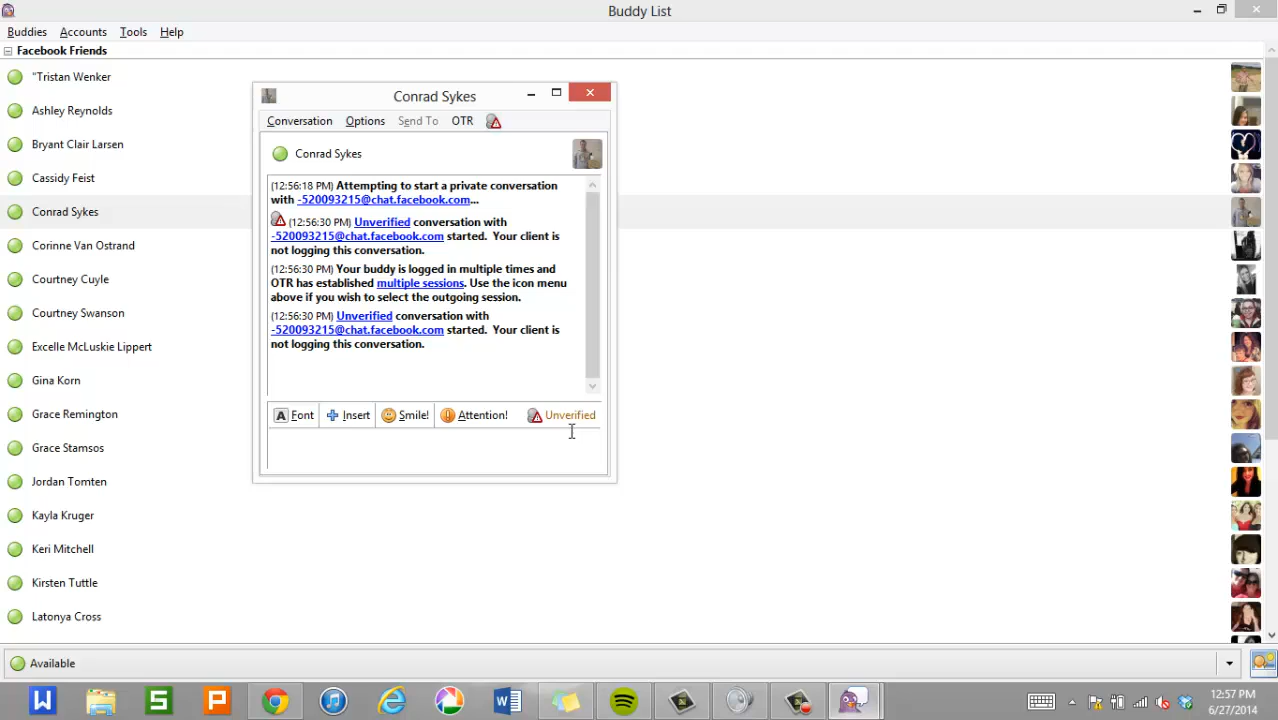 Buddy List
Buddies Accounts Tools Help
Facebook Friends
"Tristan Wenker
Ashley Reynolds
Bryant Clair Larsen
Cassidy Feist
Conrad Sykes
Corinne Van Ostrand
Courtney Cuyle
Courtney Swanson
Excelle McLuskie Lippert
Gina Korn
Grace Remington
Grace Stamsos
Jordan Tomten
Kayla Kruger
Keri Mitchell
Kirsten Tuttle
Latonya Cross
Conrad Sykes
Conversation Options Send To OTR
Conrad Sykes
(12:56:18 PM) Attempting to start a private conversation
with -520093215@chat.facebook.com...
(12:56:30 PM) Unverified conversation with
-520093215@chat.facebook.com started. Your client is
not logging this conversation.
(12:56:30 PM) Your buddy is logged in multiple times and
OTR has established multiple sessions. Use the icon menu
above if you wish to select the outgoing session.
(12:56:30 PM) Unverified conversation with
-520093215@chat.facebook.com started. Your client is
not logging this conversation.
A Font Insert Smile! Attention! Unverified
Available
W S P W
12:57 PM
6/27/2014